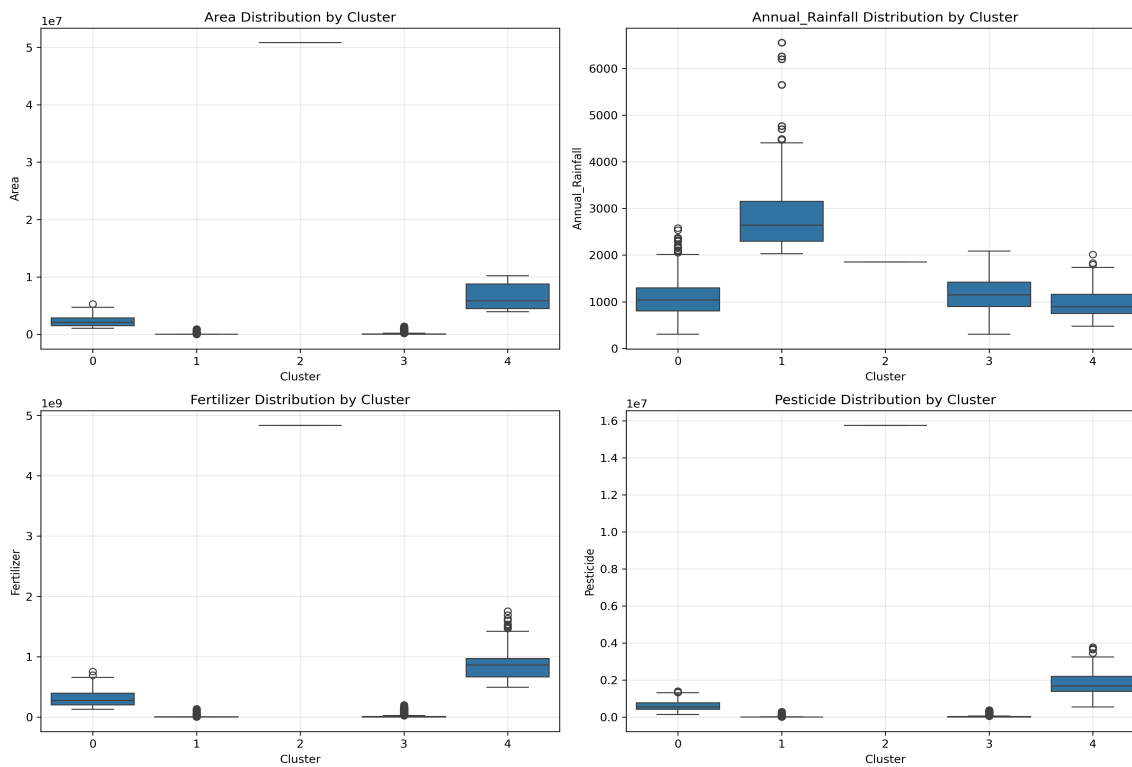 Area Distribution by Cluster
1e7
5
4
3
2
1
0
Area
0 1 2 3 4
Cluster
Annual_Rainfall Distribution by Cluster
6000
5000
4000
3000
2000
1000
0
Annual_Rainfall
0 1 2 3 4
Cluster
Fertilizer Distribution by Cluster
1e9
5
4
3
2
1
0
Fertilizer
0 1 2 3 4
Cluster
Pesticide Distribution by Cluster
1e7
1.6
1.4
1.2
1.0
0.8
0.6
0.4
0.2
0.0
Pesticide
0 1 2 3 4
Cluster